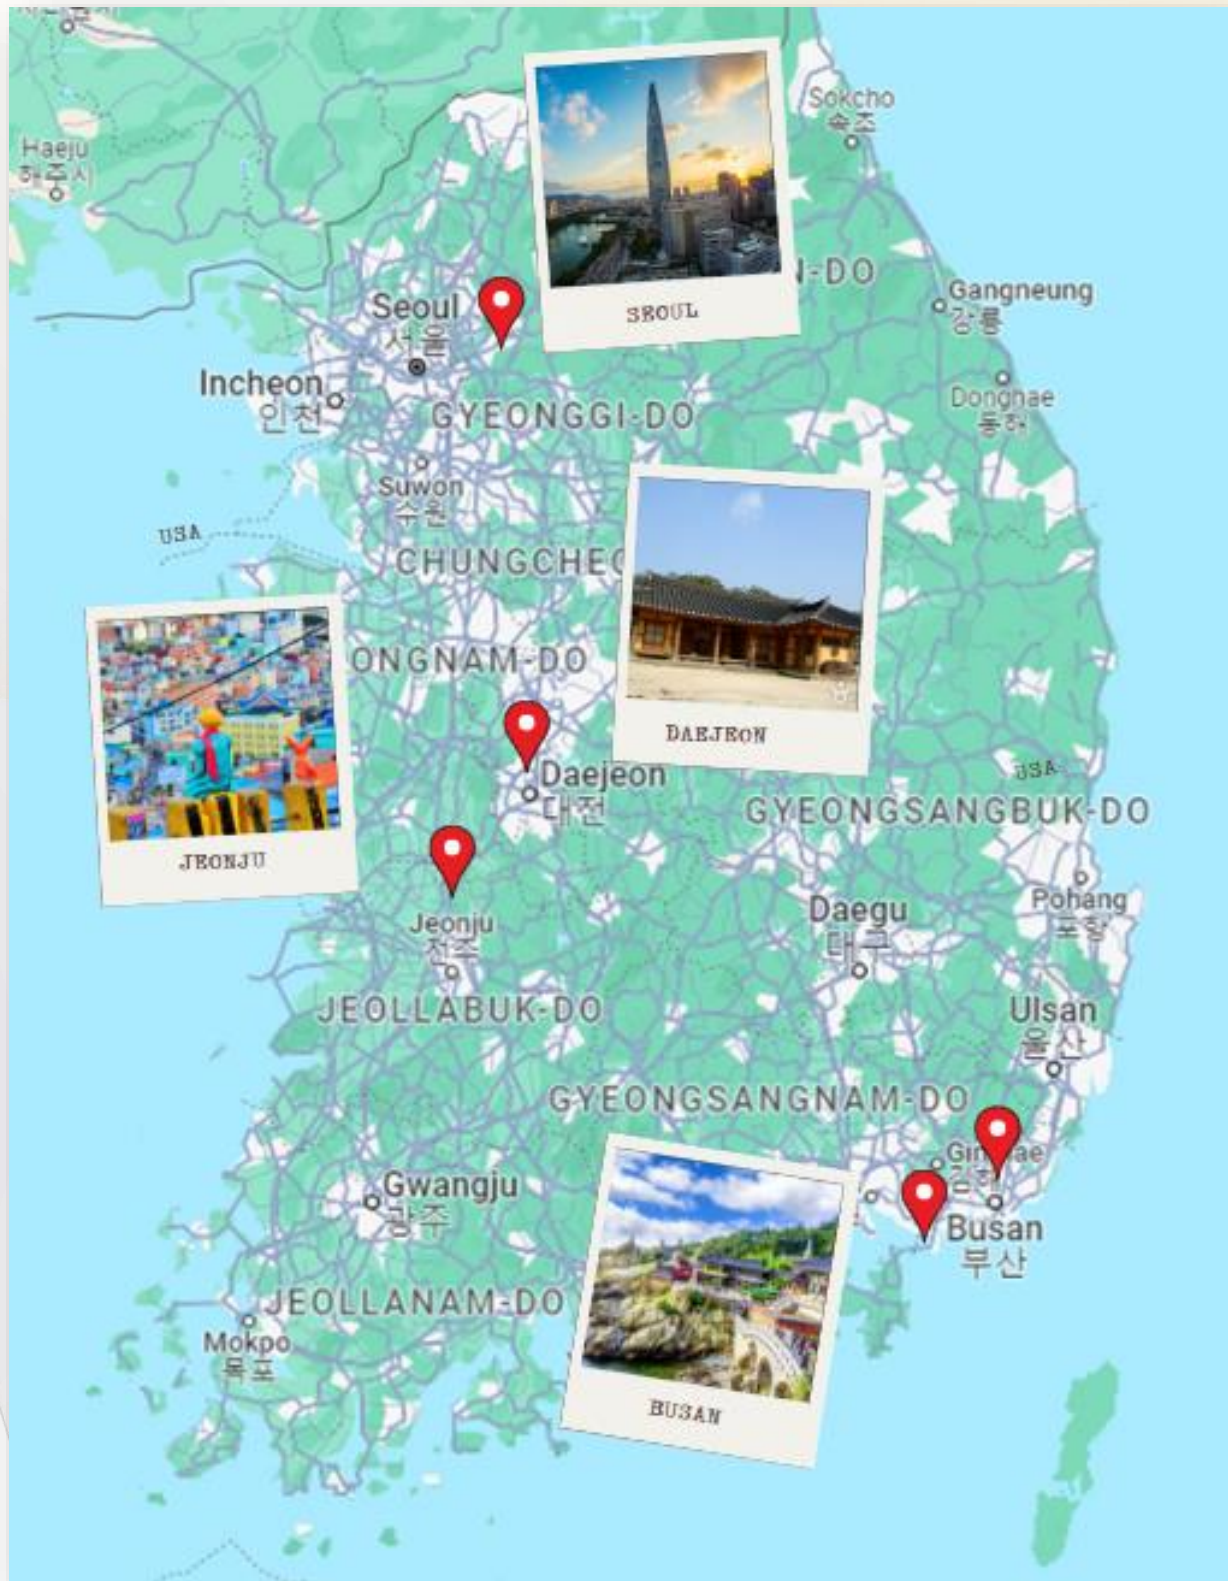 Sokcho
속초
Haeju
해주시
N-DO
SEOUL
Gangneung
강릉
Seoul
서울
Incheon
인천
Donghae
동해
GYEONGGI-DO
Suwon
수원
USA
CHUNGCHEO
ONGNAM-DO
DAEJEON
Daejeon
대전
USA
GYEONGSANGBUK-DO
JEONJU
Pohang
포항
Daegu
대구
Jeonju
전주
JEOLLABUK-DO
Ulsan
울산
GYEONGSANGNAM-DO
Gwangju
광주
Busan
부산
JEOLLANAM-DO
Mokpo
목포
BUSAN